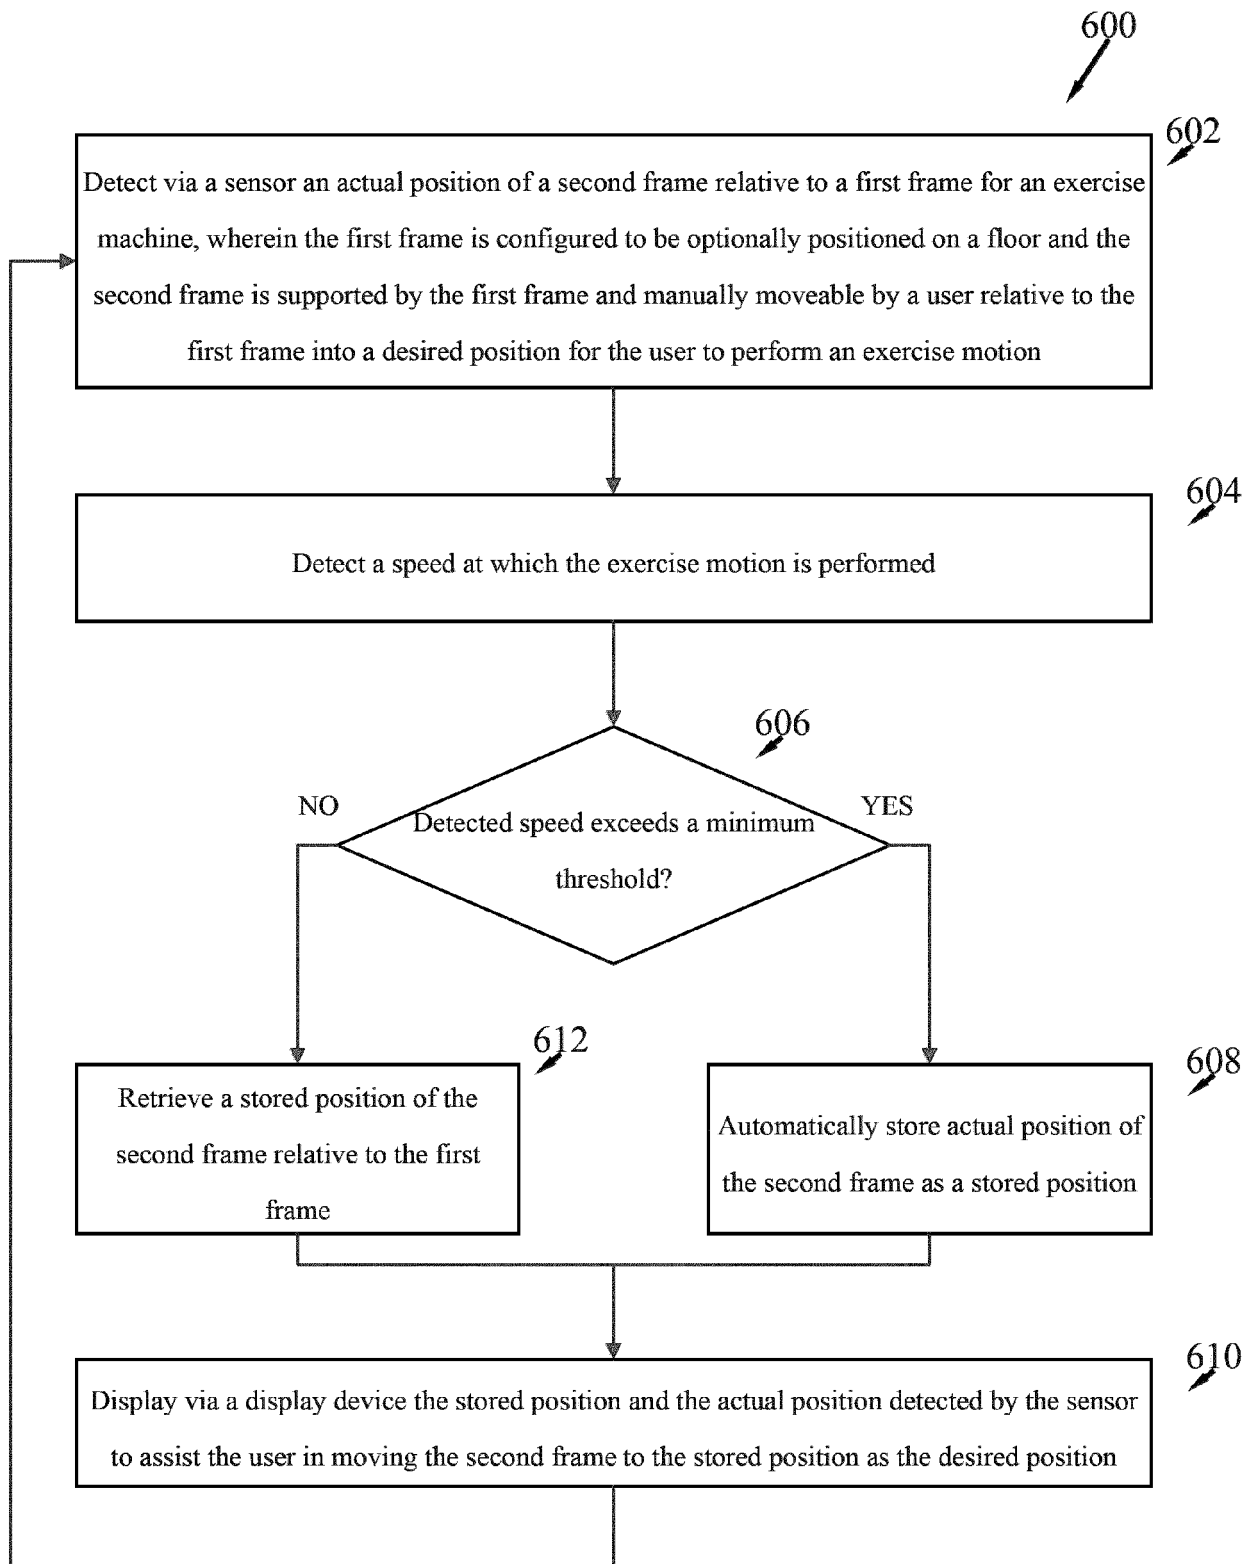 600
602
Detect via a sensor an actual position of a second frame relative to a first frame for an exercise
machine, wherein the first frame is configured to be optionally positioned on a floor and the
second frame is supported by the first frame and manually moveable by a user relative to the
first frame into a desired position for the user to perform an exercise motion
604
Detect a speed at which the exercise motion is performed
606
NO
YES
Detected speed exceeds a minimum
threshold?
612
Retrieve a stored position of the
second frame relative to the first
frame
608
Automatically store actual position of
the second frame as a stored position
610
Display via a display device the stored position and the actual position detected by the sensor
to assist the user in moving the second frame to the stored position as the desired position